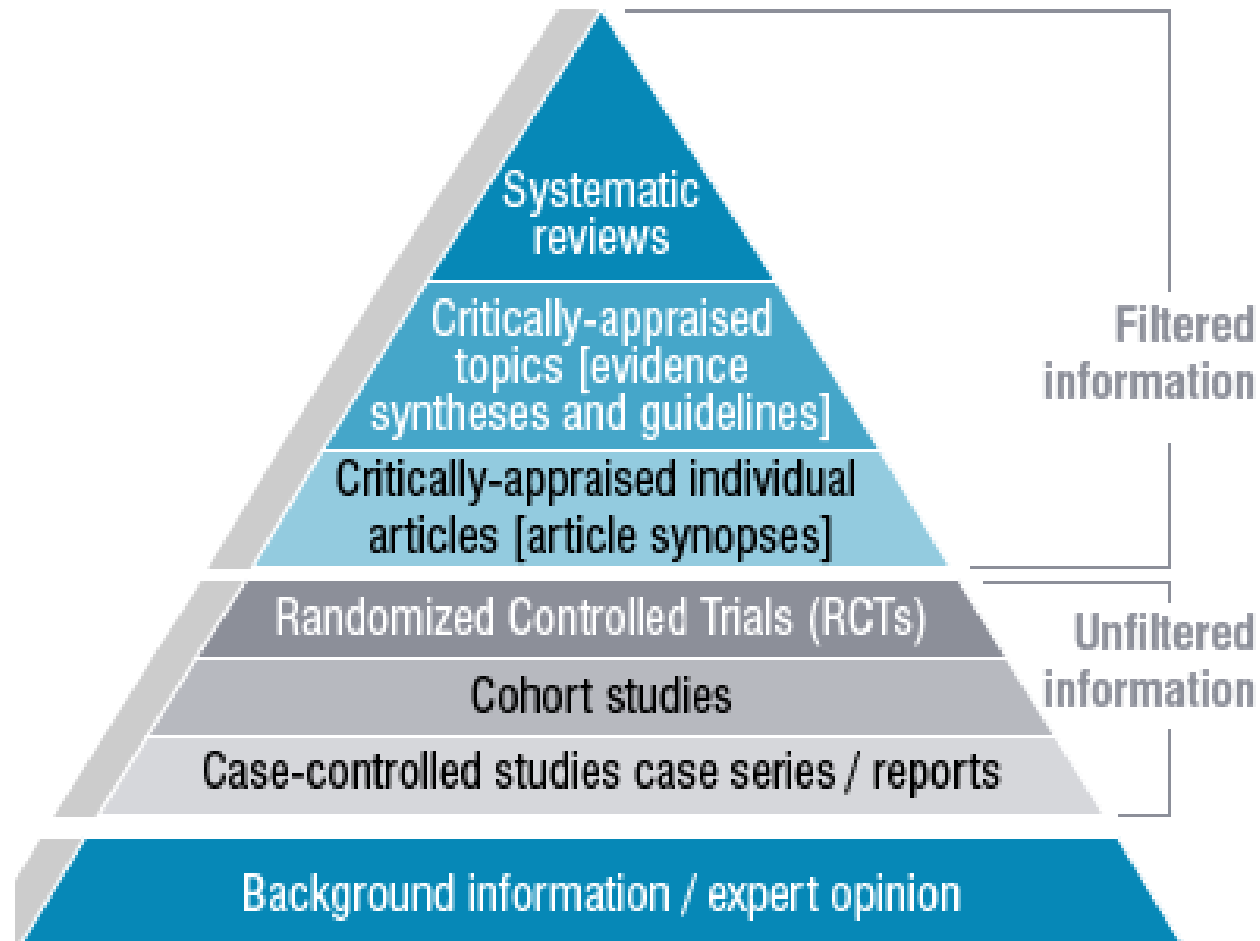 Systematic
reviews
Critically-appraised
topics [evidence
syntheses and guidelines]
Critically-appraised individual
articles [article synopses]
Filtered
information
Randomized Controlled Trials (RCTs)
Cohort studies
Case-controlled studies case series / reports
Unfiltered
information
Background information / expert opinion